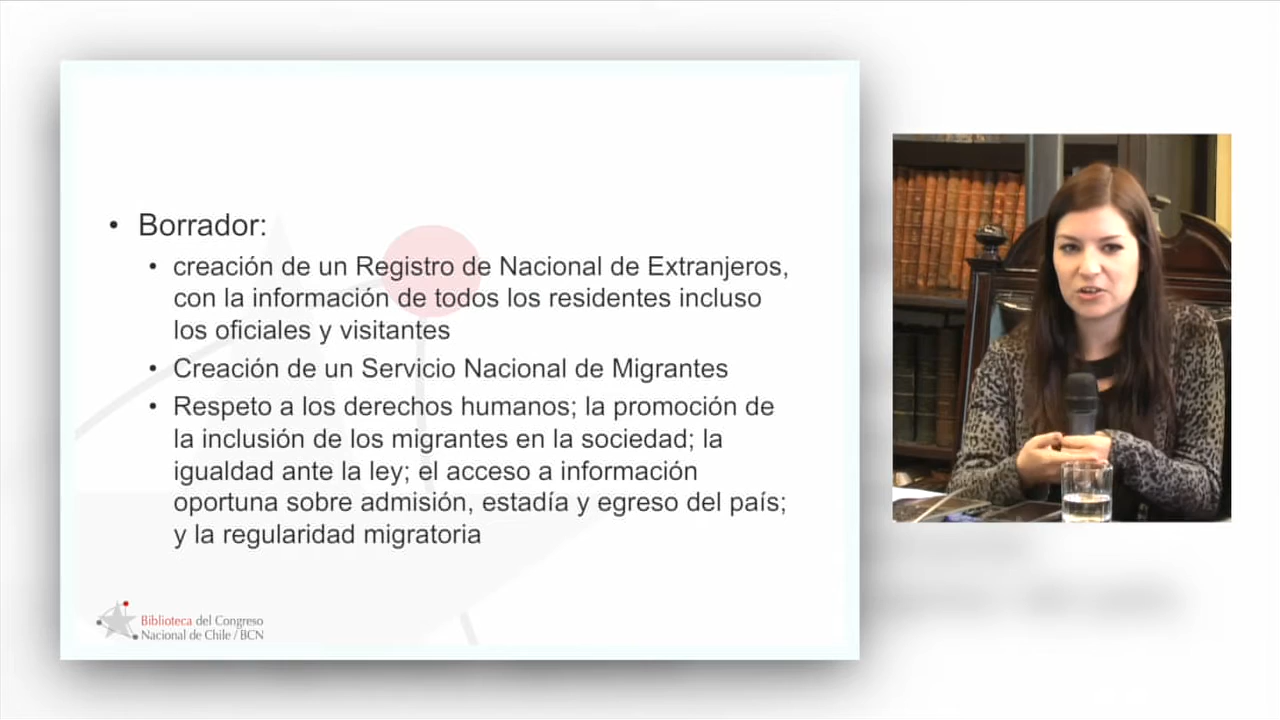 • Borrador:
• creación de un Registro de Nacional de Extranjeros,
con la información de todos los residentes incluso
los oficiales y visitantes
• Creación de un Servicio Nacional de Migrantes
• Respeto a los derechos humanos; la promoción de
la inclusión de los migrantes en la sociedad; la
igualdad ante la ley; el acceso a información
oportuna sobre admisión, estadía y egreso del país;
y la regularidad migratoria
Biblioteca del Congreso
Nacional de Chile / BCN